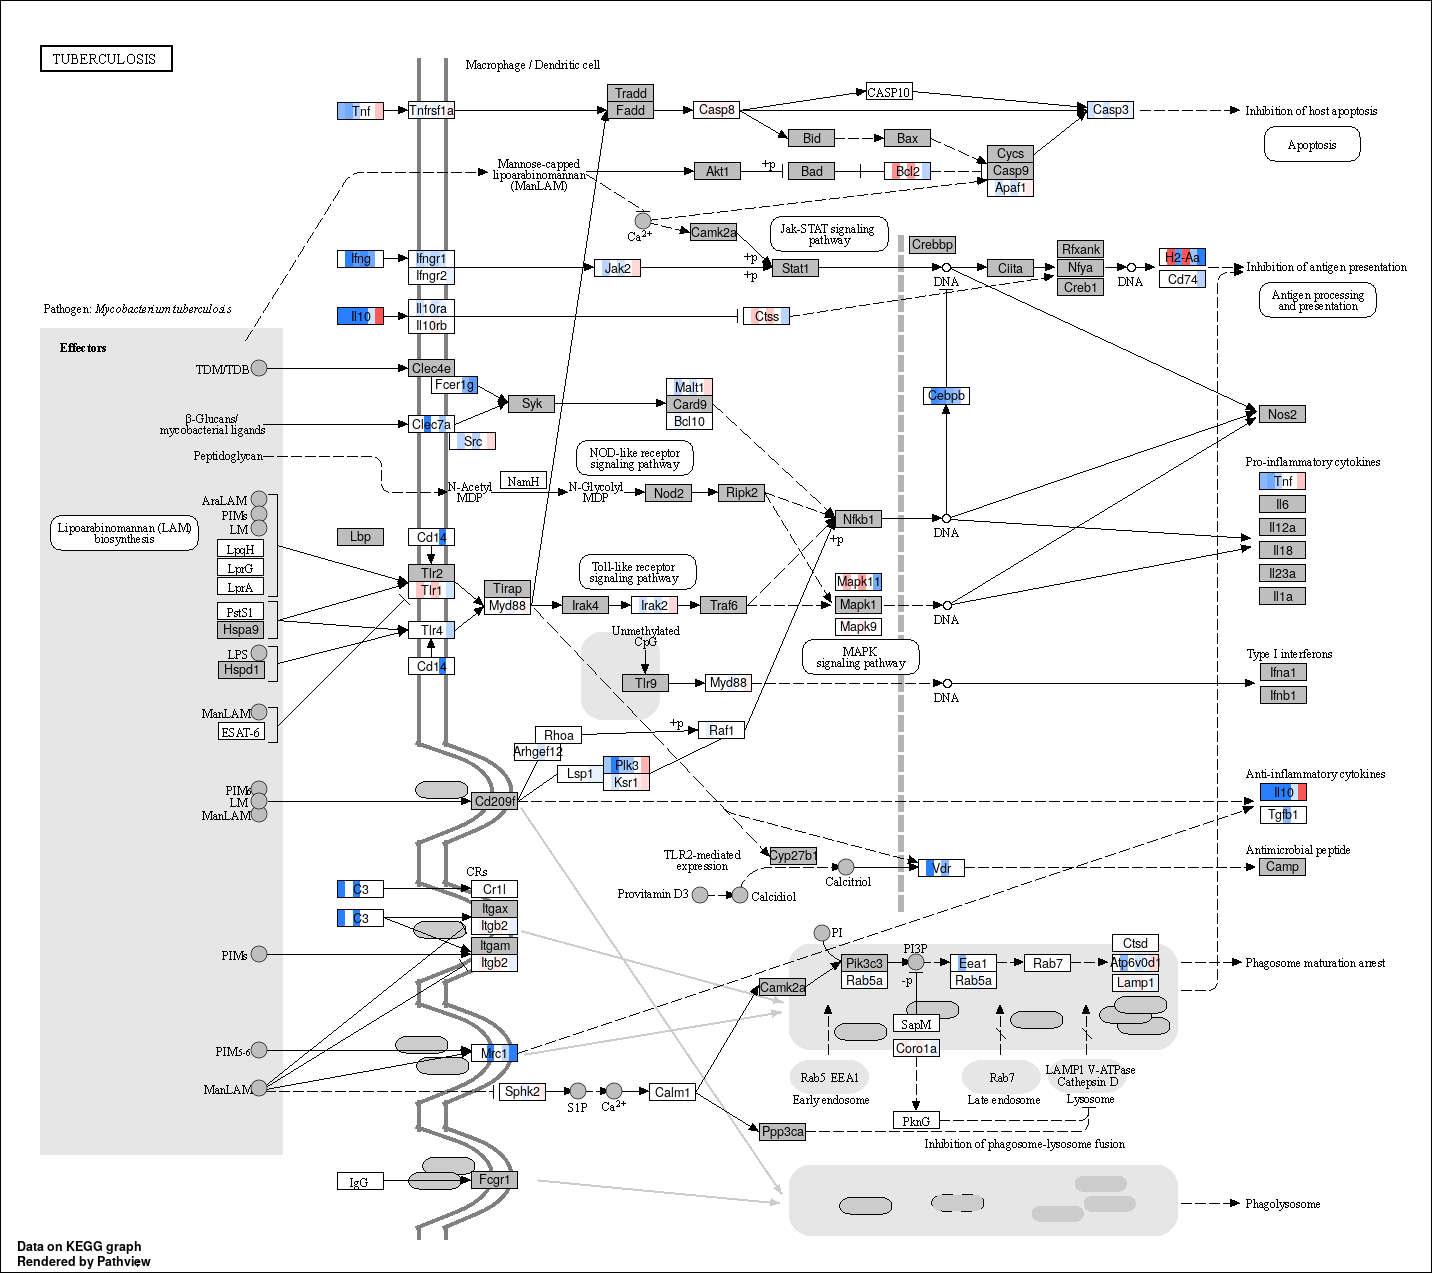 TUBERCULOSIS
Macrophage / Dendritic cell
Tnf
Tnfrsf1a
Tradd
Fadd
Casp8
CASP10
Casp3
Inhibition of host apoptosis
Apoptosis
Bid
Bax
Cycs
Casp9
Apaf1
Mannose-capped
lipoarabinomannan
(ManLAM)
Akt1
+p
Bad
Bcl2
Ca2+
Camk2a
Jak-STAT signaling
pathway
+p
+p
Stat1
Ifng
Ifngr1
Ifngr2
Jak2
Crebbp
DNA
Ciita
Rfxank
Nfya
Creb1
DNA
H2-Aa
Cd74
Inhibition of antigen presentation
Antigen processing
and presentation
Pathogen: Mycobacterium tuberculosis
Il10
Il10ra
Il10rb
Ctss
Effectors
TDM/TDB
Clec4e
Fcer1g
Syk
Malt1
Card9
Bcl10
Cebpb
Nos2
β-Glucans/
mycobacterial ligands
Clec7a
Src
Peptidoglycan
NOD-like receptor
signaling pathway
N-Acetyl
MDP
NamH
N-Glycolyl
MDP
Nod2
Ripk2
Nfkb1
+p
DNA
Pro-inflammatory cytokines
Tnf
Il6
Il12a
Il18
Il23a
Il1a
AraLAM
PIMs
LM
LpqH
LprG
LprA
PstS1
Hspa9
LPS
Hspd1
ManLAM
ESAT-6
Lipoarabinomannan (LAM)
biosynthesis
Lbp
Cd14
Tlr2
Tlr1
Tlr4
Cd14
Tirap
Myd88
Toll-like receptor
signaling pathway
Irak4
Irak2
Traf6
Mapk11
Mapk1
Mapk9
DNA
MAPK
signaling pathway
Unmethylated
CpG
Tlr9
Myd88
DNA
Type I interferons
Ifna1
Ifnb1
Rhoa
Arhgef12
+p
Raf1
Lsp1
Plk3
Ksr1
PIMs
LM
ManLAM
Cd209f
Anti-inflammatory cytokines
Il10
Tgfb1
TLR2-mediated
expression
Cyp27b1
Calcitriol
Provitamin D3
Calcidiol
Vdr
Antimicrobial peptide
Camp
CRs
C3
Cr1l
C3
Itgax
Itgb2
Itgam
Itgb2
PIMs
PI
Pik3c3
Rab5a
PI3P
-p
Eea1
Rab5a
Rab7
Ctsd
Atp6v0d1
Lamp1
Phagosome maturation arrest
Camk2a
SapM
Coro1a
PIM5-6
Mrc1
ManLAM
Sphk2
S1P
Ca2+
Calm1
Ppp3ca
Rab5 EEA1
Early endosome
Rab7
Late endosome
LAMP1 V-ATPase
Cathepsin D
Lysosome
PknG
Inhibition of phagosome-lysosome fusion
IgG
Fcgr1
Phagolysosome
Data on KEGG graph
Rendered by Pathview